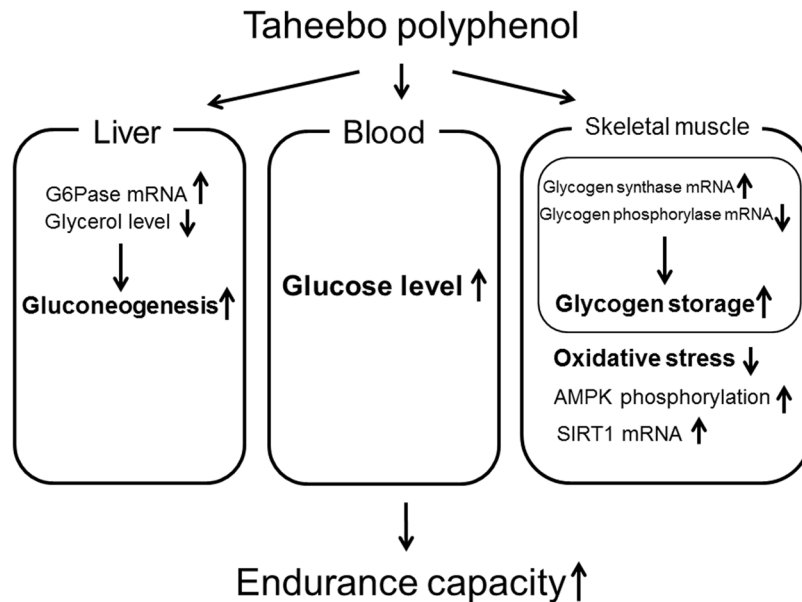 Taheebo polyphenol
Liver
G6Pase mRNA ↑
Glycerol level ↓
Gluconeogenesis ↑
Blood
Glucose level ↑
Skeletal muscle
Glycogen synthase mRNA ↑
Glycogen phosphorylase mRNA ↓
Glycogen storage ↑
Oxidative stress ↓
AMPK phosphorylation ↑
SIRT1 mRNA ↑
Endurance capacity ↑